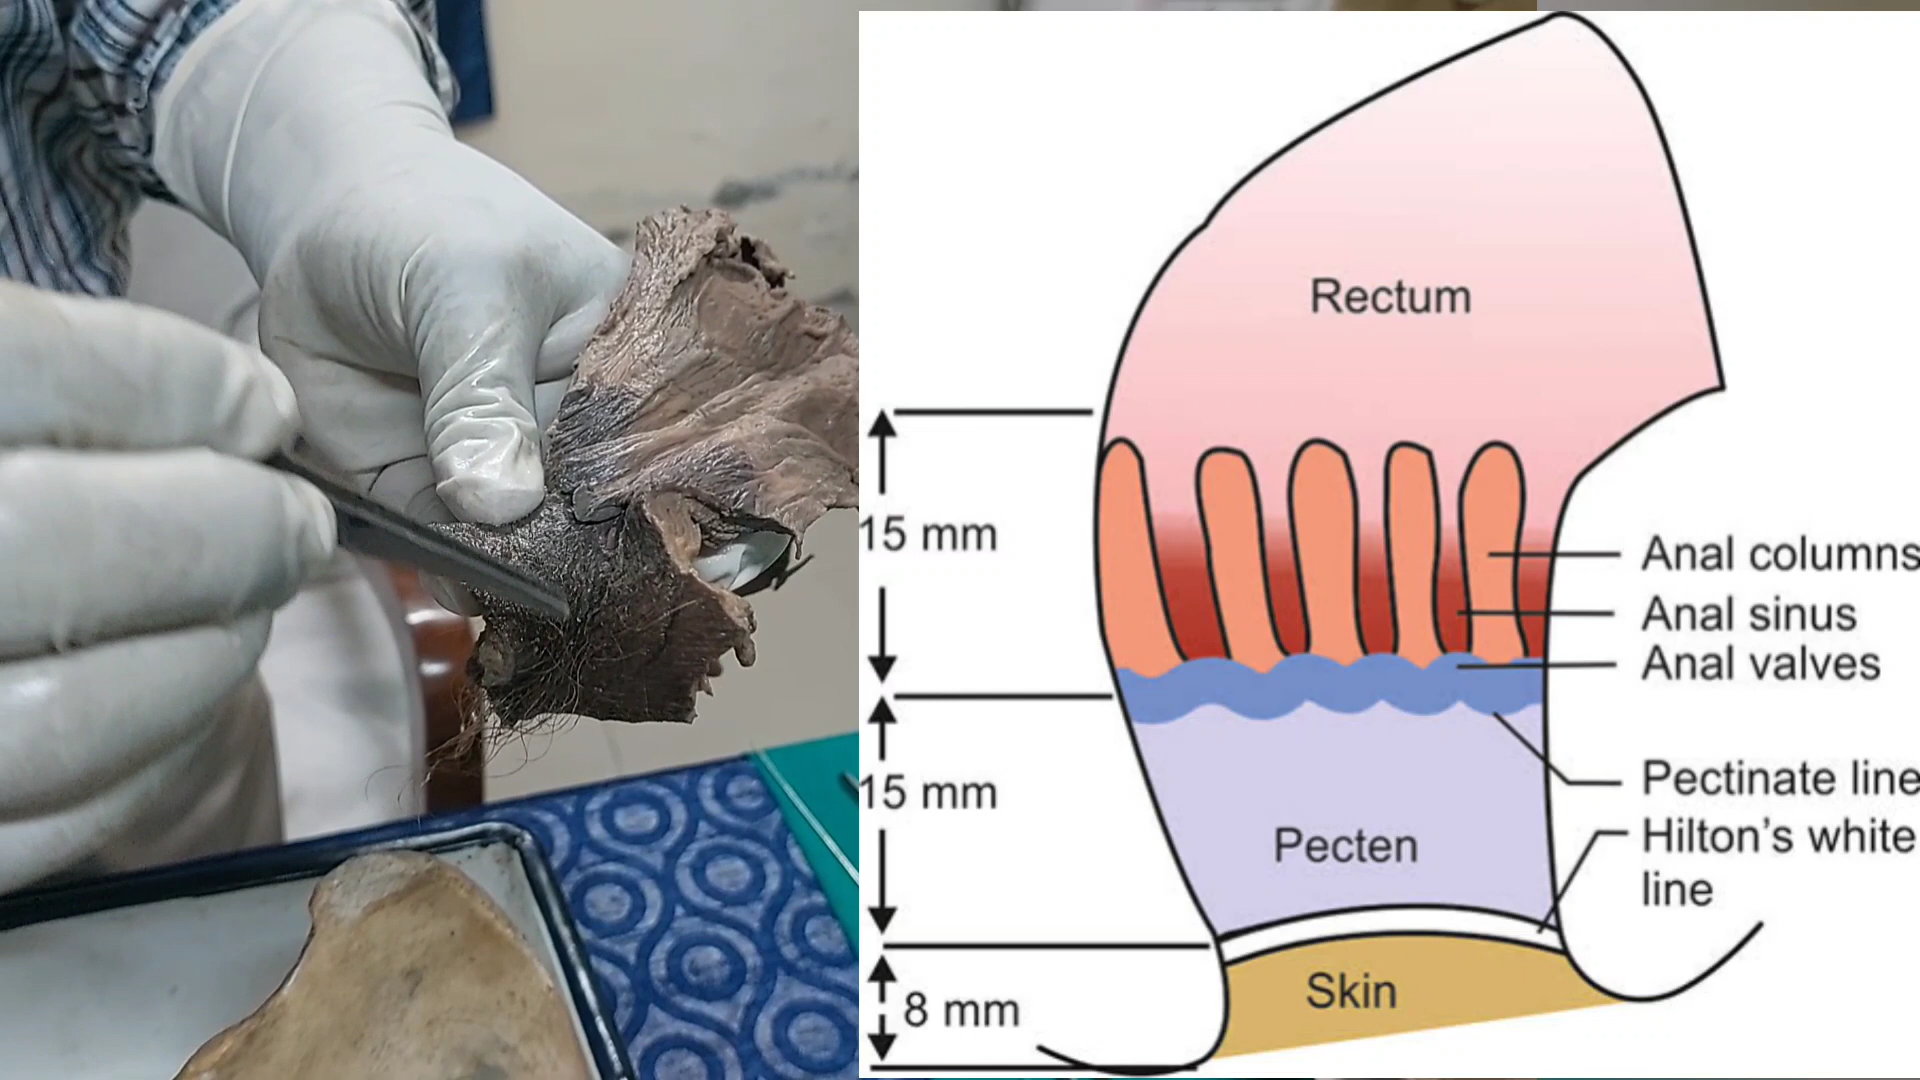 Rectum
15 mm
Anal columns
Anal sinus
Anal valves
Pectinate line
15 mm
Hilton's white
line
Pecten
Skin
8 mm